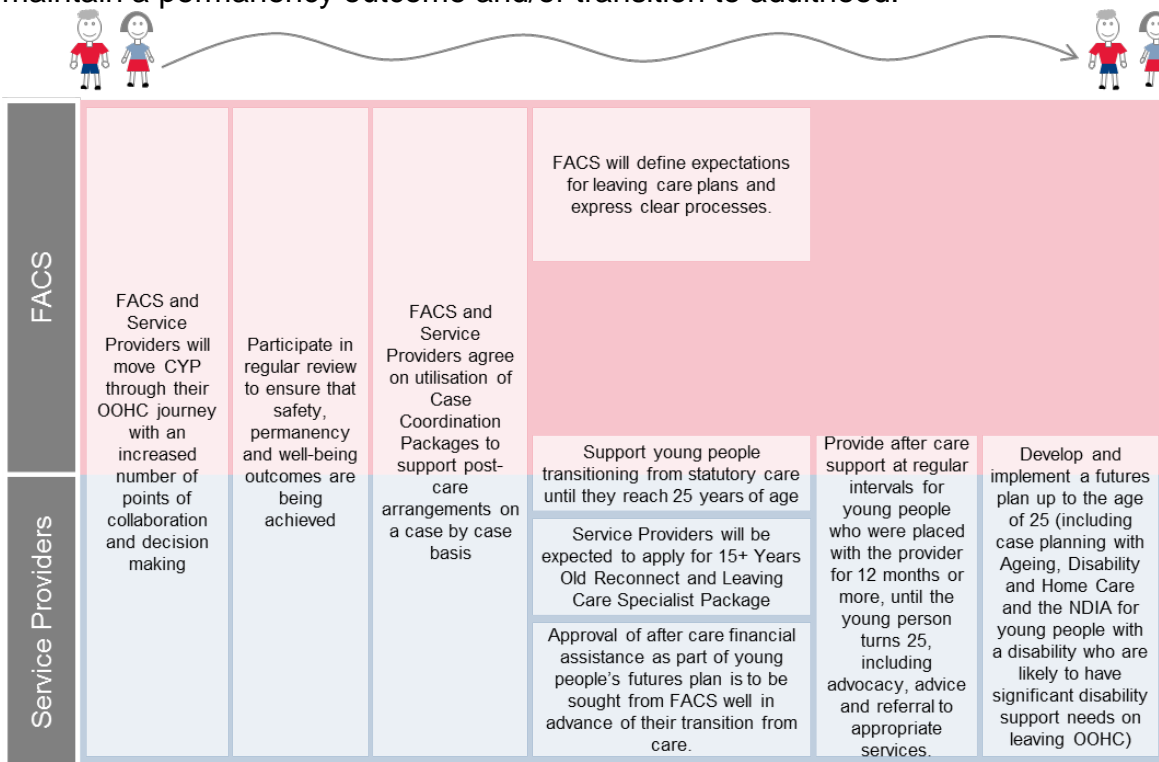 maintain a permanency outcome and/or transition to adulthood.
FACS
FACS and
Service
Providers will
move CYP
through their
OOHC journey
with an
increased
number of
points of
collaboration
and decision
making
Participate in
regular review
to ensure that
safety,
permanency
and well-being
outcomes are
being
achieved
FACS and
Service
Providers agree
on utilisation of
Case
Coordination
Packages to
support post-
care
arrangements on
a case by case
basis
FACS will define expectations
for leaving care plans and
express clear processes.
Support young people
transitioning from statutory care
until they reach 25 years of age
Service Providers will be
expected to apply for 15+ Years
Old Reconnect and Leaving
Care Specialist Package
Approval of after care financial
assistance as part of young
people's futures plan is to be
sought from FACS well in
advance of their transition from
care.
Provide after care
support at regular
intervals for
young people
who were placed
with the provider
for 12 months or
more, until the
young person
turns 25,
including
advocacy, advice
and referral to
appropriate
services.
Develop and
implement a futures
plan up to the age
of 25 (including
case planning with
Ageing, Disability
and Home Care
and the NDIA for
young people with
a disability who are
likely to have
significant disability
support needs on
leaving OOHC)
Service Providers